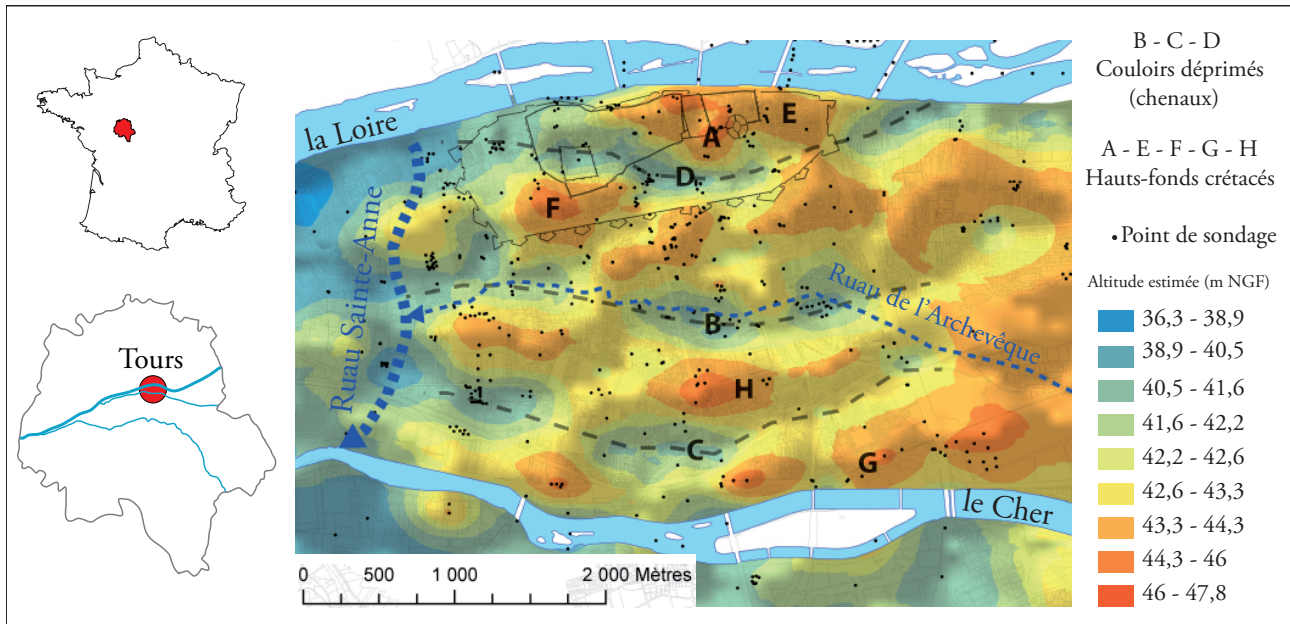 Tours
la Loire
A
E
D
F
Ruau Sainte-Anne
Ruau de l'Archevêque
B
H
C
G
le Cher
0 500 1 000 2 000 Mètres
B - C - D
Couloirs déprimés
(chenaux)
A - E - F - G - H
Hauts-fonds crétacés
•Point de sondage
Altitude estimée (m NGF)
36,3 - 38,9
38,9 - 40,5
40,5 - 41,6
41,6 - 42,2
42,2 - 42,6
42,6 - 43,3
43,3 - 44,3
44,3 - 46
46 - 47,8